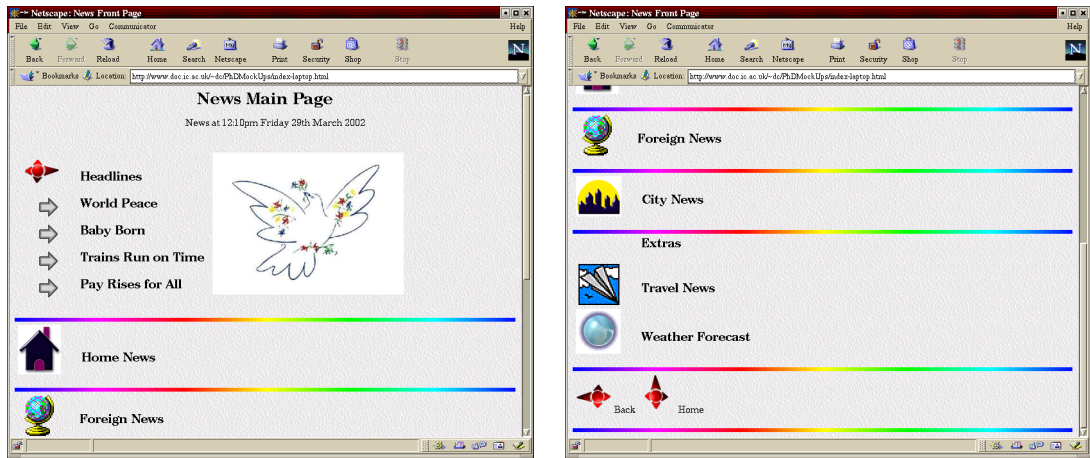 Netscape: News Front Page
File Edit View Go Communicator Help
Back Forward Reload Home Search Netscape Print Security Shop Stop
Bookmarks Location: http://www.doc.ic.ac.uk/~dc/PhDMockUps/index-laptop.html
News Main Page
News at 12:10pm Friday 29th March 2002
Headlines
World Peace
Baby Born
Trains Run on Time
Pay Rises for All
Home News
Foreign News
Netscape: News Front Page
File Edit View Go Communicator Help
Back Forward Reload Home Search Netscape Print Security Shop Stop
Bookmarks Location: http://www.doc.ic.ac.uk/~dc/PhDMockUps/index-laptop.html
Foreign News
City News
Extras
Travel News
Weather Forecast
Back Home